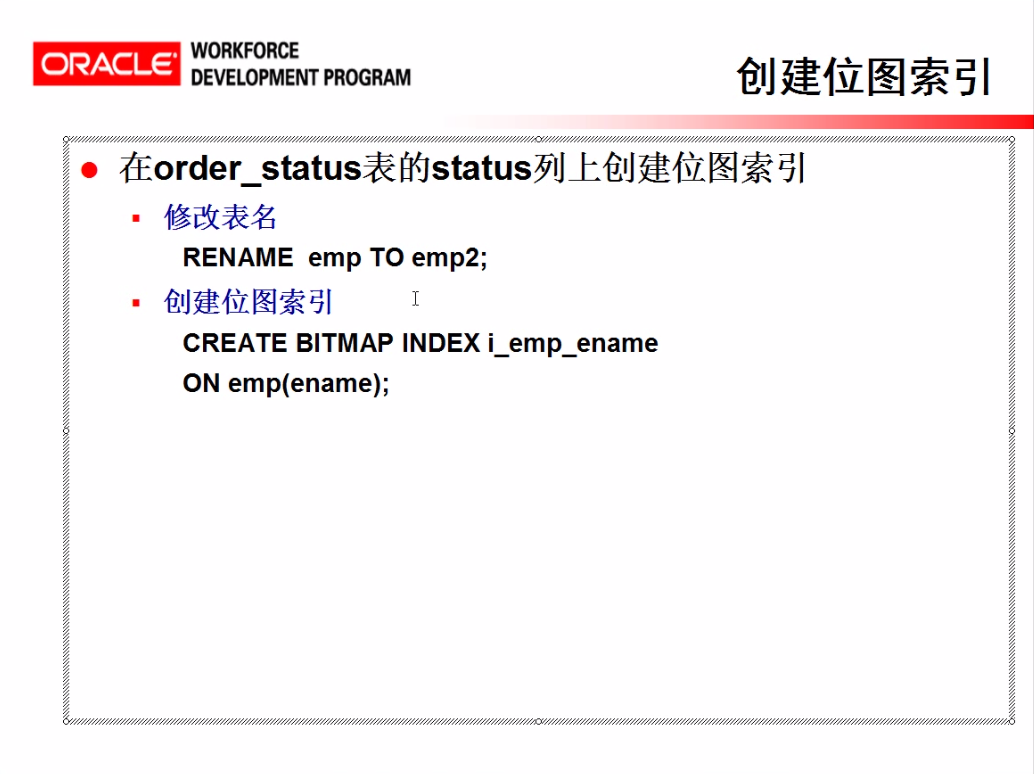 ORACLE
WORKFORCE
DEVELOPMENT PROGRAM
创建位图索引
在order_status表的status列上创建位图索引
修改表名
RENAME  emp TO emp2;
创建位图索引
CREATE BITMAP INDEX i_emp_ename
ON emp(ename);